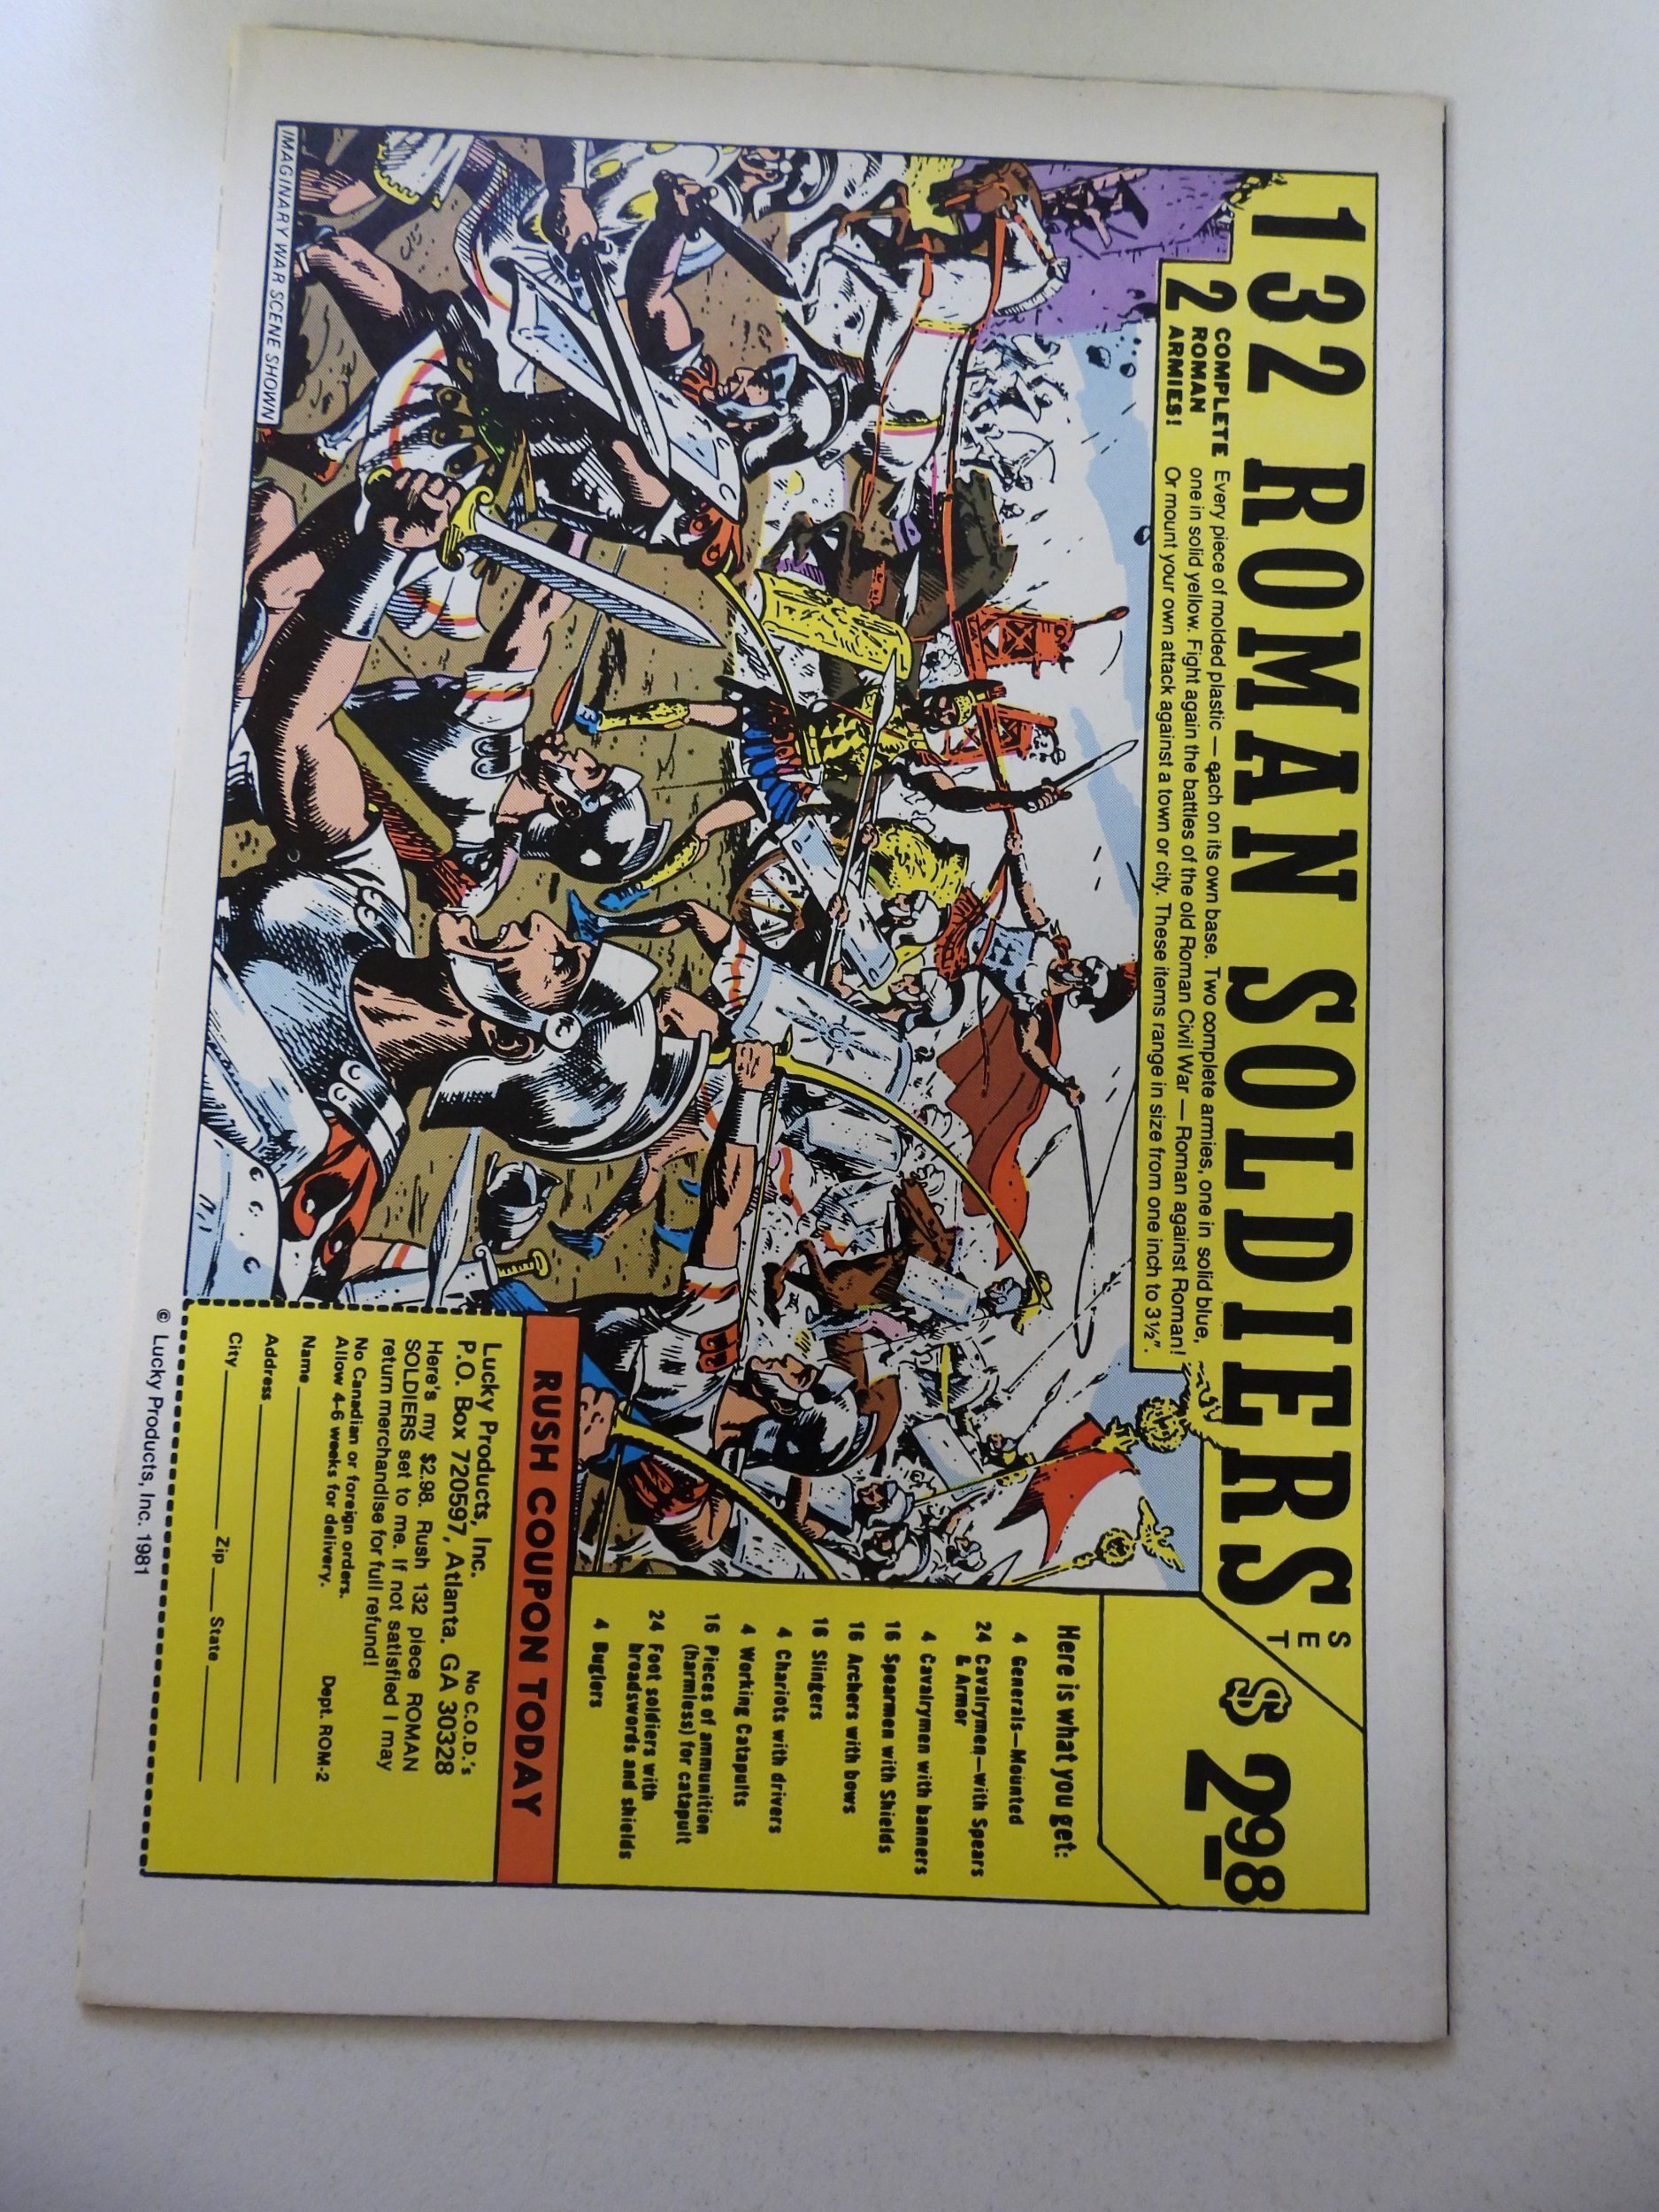 132 ROMAN SOLDIERS
SET
$2.98
2 COMPLETE
ROMAN
ARMIES!
Every piece of molded plastic — each on its own base. Two complete armies, one in solid blue,
one in solid yellow. Fight again the battles of the old Roman Civil War — Roman against Roman!
Or mount your own attack against a town or city. These items range in size from one inch to 3½".
Here is what you get:
4 Generals—Mounted
24 Cavalrymen—with Spears
& Armor
4 Cavalrymen with banners
16 Spearmen with Shields
16 Archers with bows
16 Slingers
4 Chariots with drivers
4 Working Catapults
16 Pieces of ammunition
(harmless) for catapult
24 Foot soldiers with
broadswords and shields
4 Buglers
RUSH COUPON TODAY
Lucky Products, Inc. No C.O.D.'s
P.O. Box 720597, Atlanta. GA 30328
Here's my $2.98. Rush 132 piece ROMAN
SOLDIERS set to me. If not satisfied I may
return merchandise for full refund!
No Canadian or foreign orders.
Allow 4-6 weeks for delivery. Dept. ROM-2
Name
Address
City Zip State
IMAGINARY WAR SCENE SHOWN
© Lucky Products, Inc. 1981